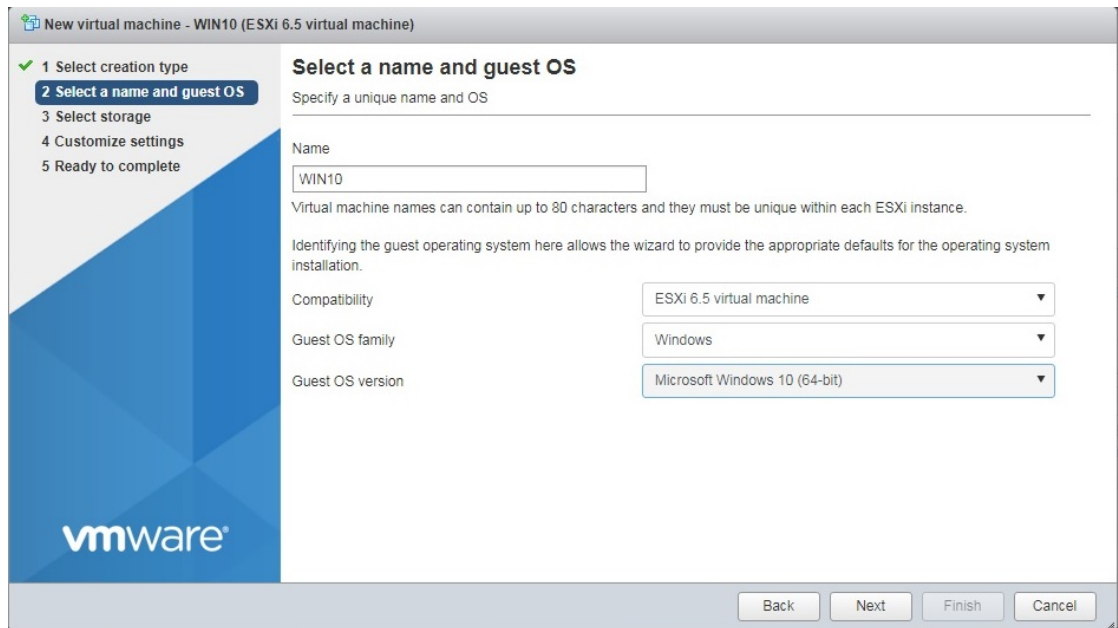 New virtual machine - WIN10 (ESXi 6.5 virtual machine)
1 Select creation type
2 Select a name and guest OS
3 Select storage
4 Customize settings
5 Ready to complete
Select a name and guest OS
Specify a unique name and OS
Name
WIN10
Virtual machine names can contain up to 80 characters and they must be unique within each ESXi instance.
Identifying the guest operating system here allows the wizard to provide the appropriate defaults for the operating system
installation.
Compatibility
ESXi 6.5 virtual machine
Guest OS family
Windows
Guest OS version
Microsoft Windows 10 (64-bit)
vmware®
Back
Next
Finish
Cancel